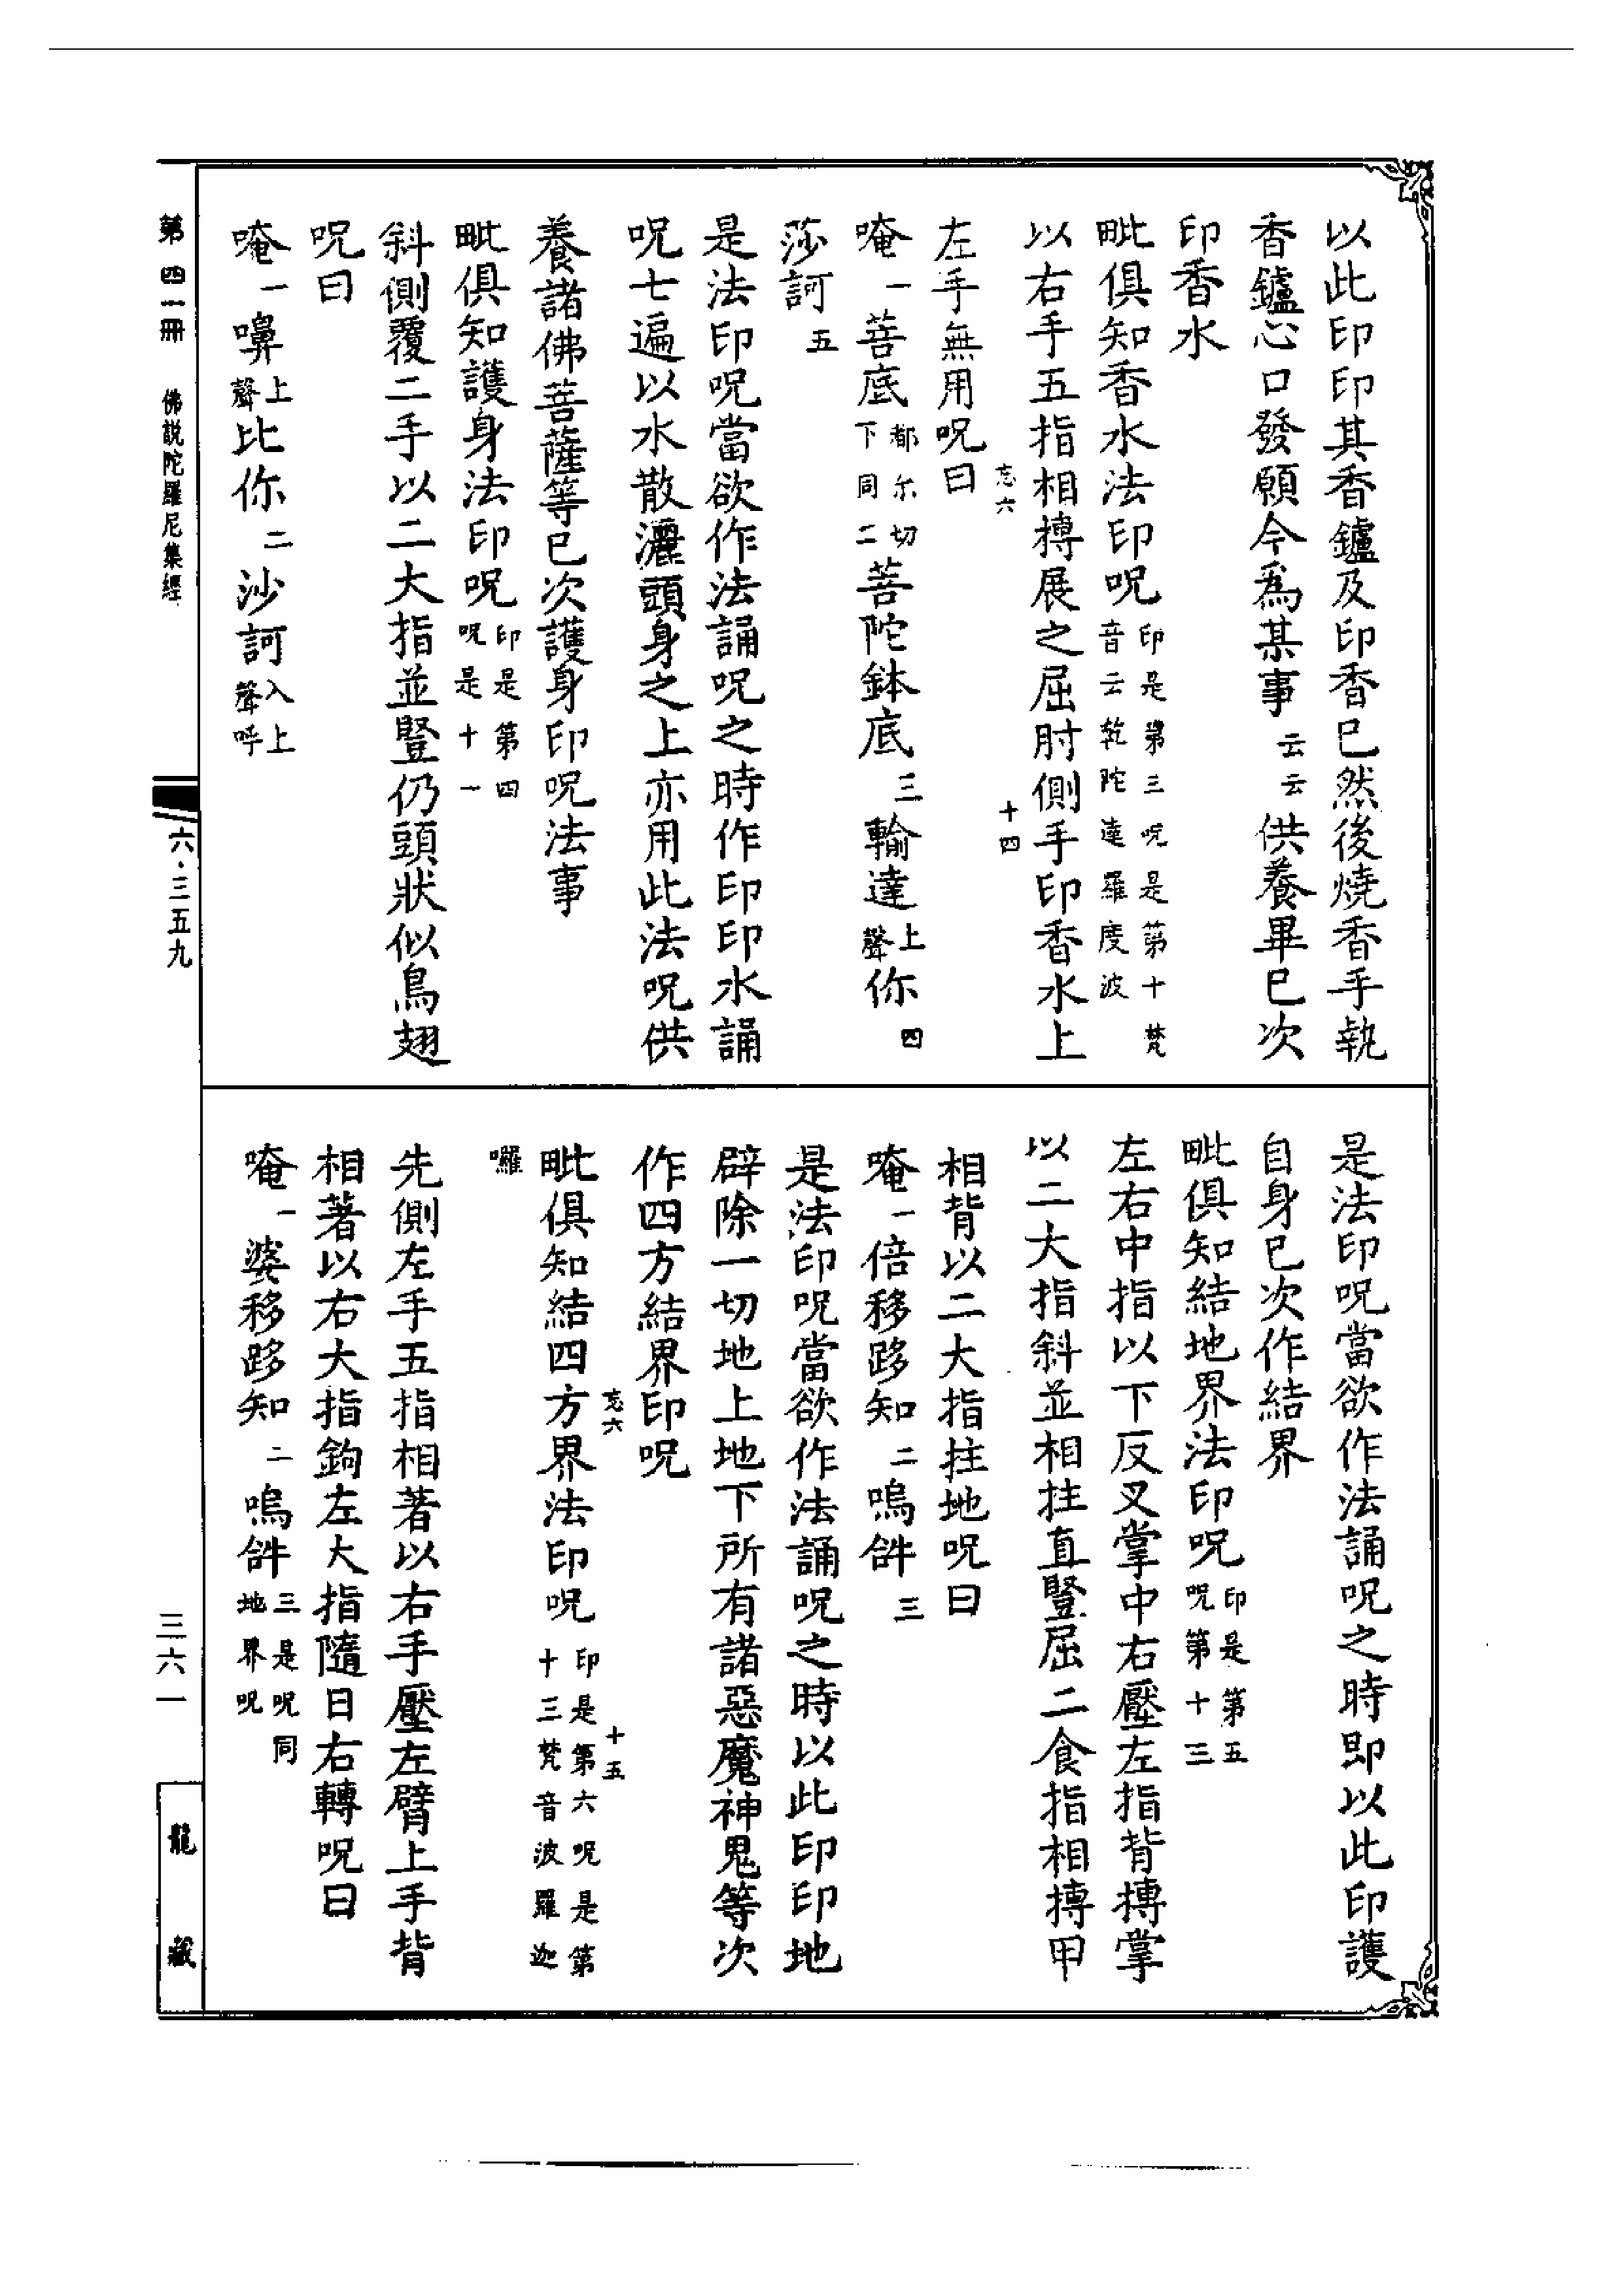 以此印印其香鑪及印香已然後燒香手執
香鑪心口發願今爲某事云云供養畢已次
印香水
毗俱知香水法印呪印是第三呪是第十梵音云乾陀達羅度波
以右手五指相摶展之屈肘側手印香水上
忘六 十四
左手無用呪曰
唵一菩底都尔切下同二菩陀鉢底三輸達上聲你四
莎訶五
是法印呪當欲作法誦呪之時作印印水誦
呪七遍以水散灑頭身之上亦用此法呪供
養諸佛菩薩等已次護身印呪法事
毗俱知護身法印呪印是第四呪是十一
斜側覆二手以二大指並豎仍頭狀似鳥翅
呪曰
唵一嚊上聲比你二沙訶入上聲呼
第四一冊 佛説陀羅尼集經
六·三五九
是法印呪當欲作法誦呪之時即以此印護
自身已次作結界
毗俱知結地界法印呪印是第五呪第十三
左右中指以下反叉掌中右壓左指背摶掌
以二大指斜並相拄直豎屈二食指相摶甲
相背以二大指拄地呪曰
唵一倍移跢知二嗚𤙖三
是法印呪當欲作法誦呪之時以此印印地
辟除一切地上地下所有諸惡魔神鬼等次
作四方結界印呪
忘六 十五
毗俱知結四方界法印呪印是第六呪是第十三梵音波羅迦
囉
先側左手五指相著以右手壓左臂上手背
相著以右大指鉤左大指隨日右轉呪曰
唵一婆移跢知二嗚𤙖三是呪同地界呪
三六一
龍藏